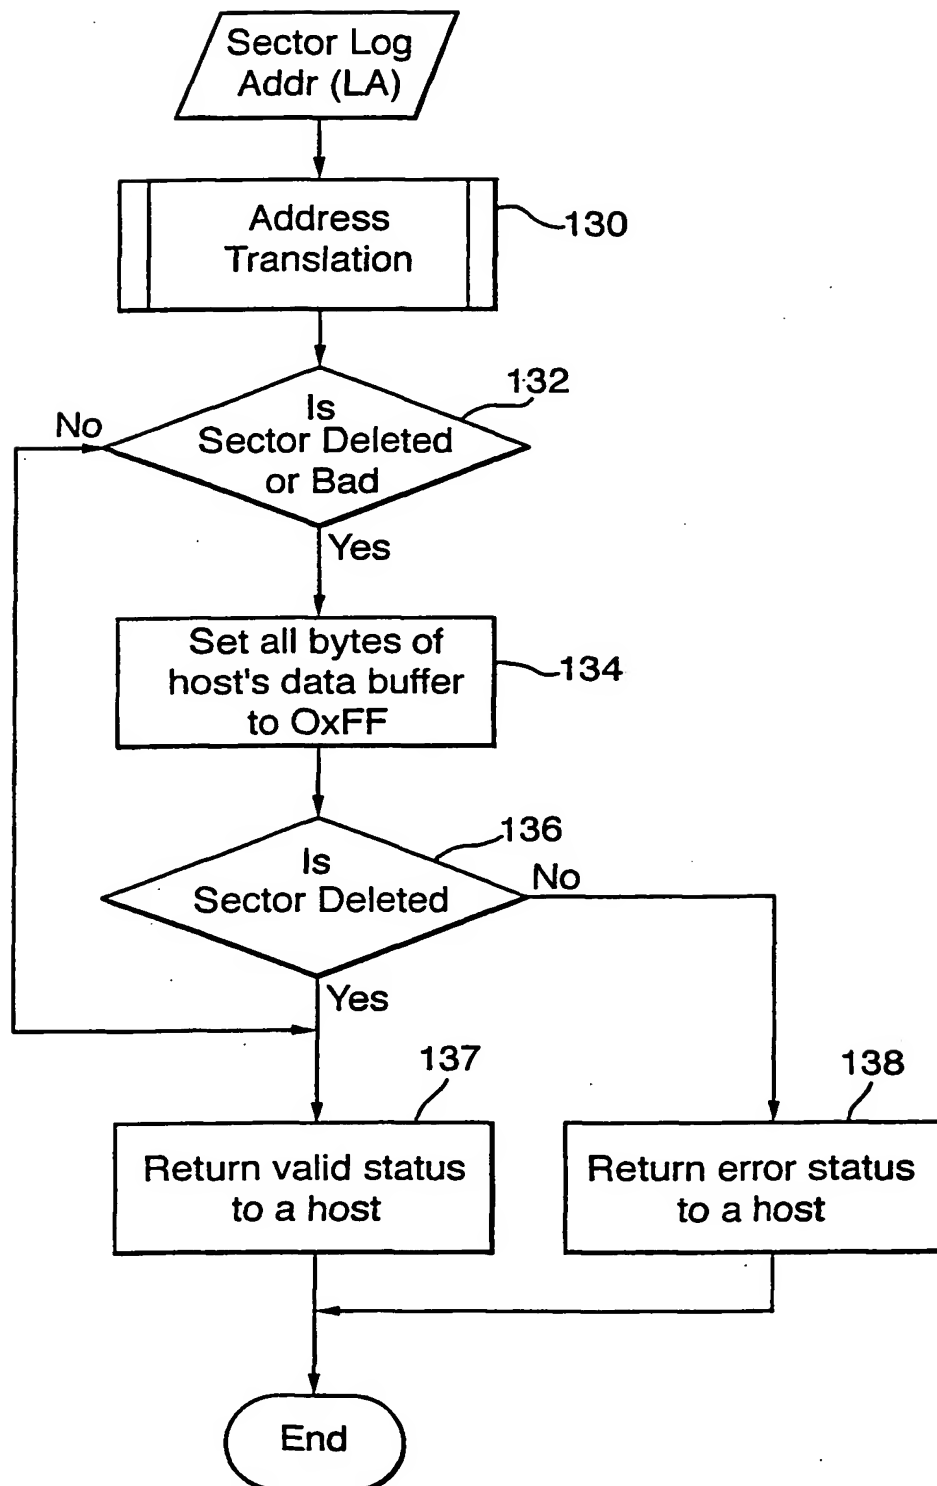 Sector Log
Addr (LA)
Address
Translation
130
132
Is
Sector Deleted
or Bad
No
Yes
Set all bytes of
host's data buffer
to OxFF
134
136
Is
Sector Deleted
No
Yes
137
138
Return valid status
to a host
Return error status
to a host
End